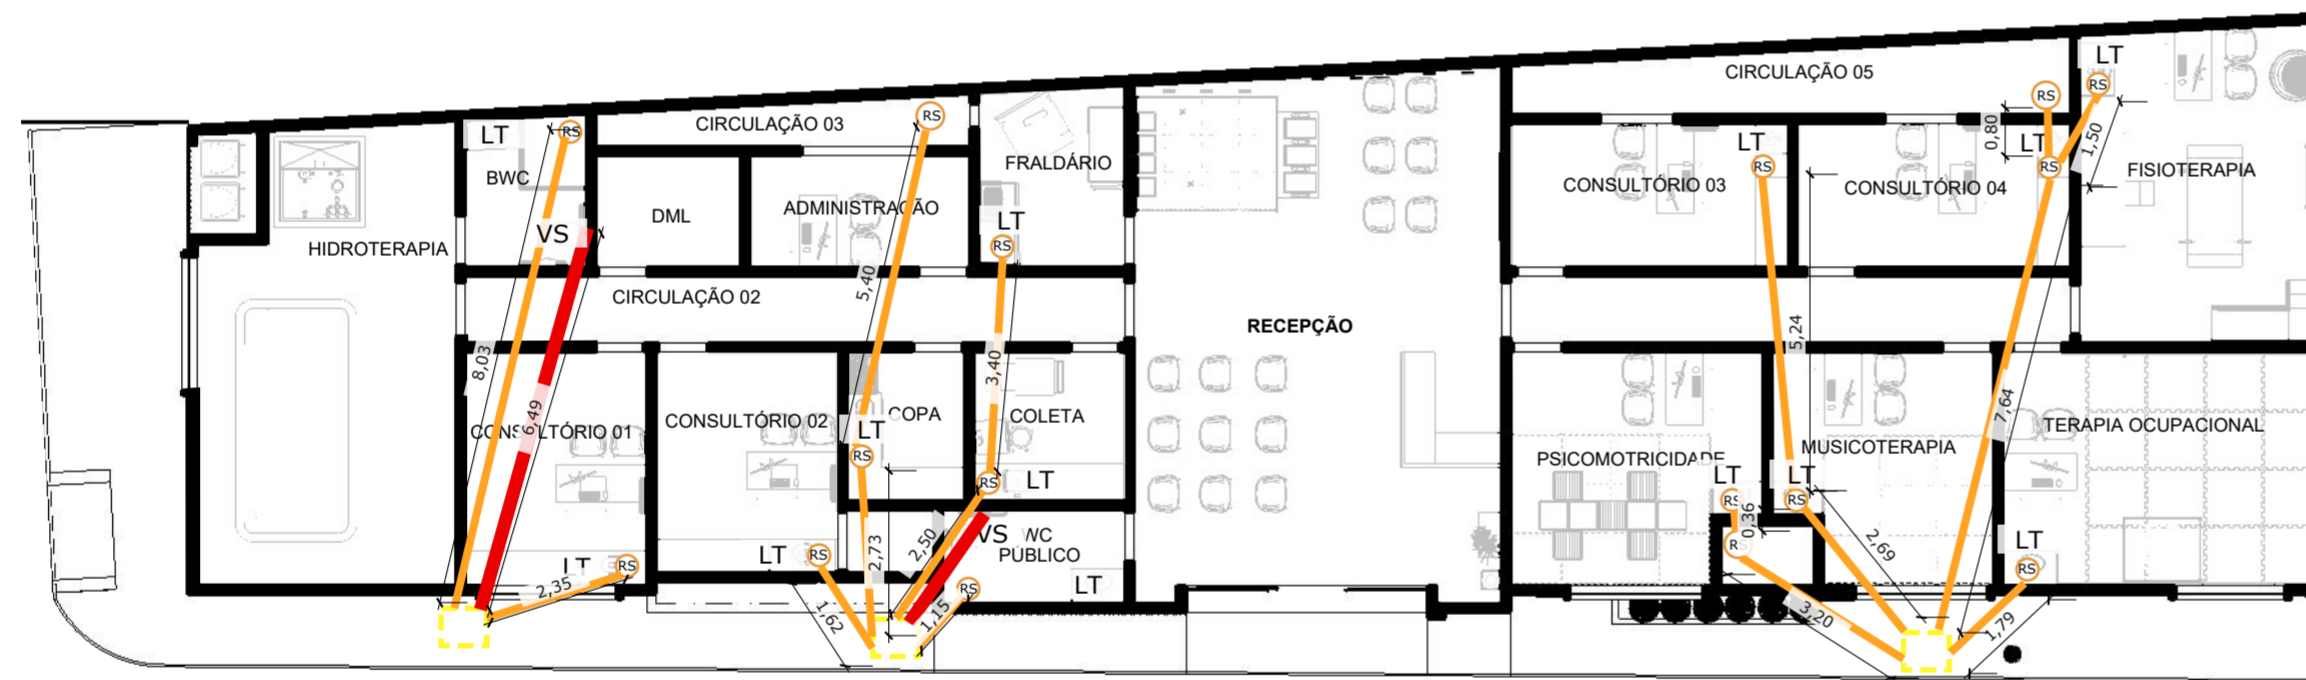 CIRCULAÇÃO 05
LT
RS
RS
RS
CIRCULAÇÃO 03
RS
LT
RS
0,80
1,50
LT
LT
RS
RS
FRALDÁRIO
BWC
CONSULTÓRIO 03
CONSULTÓRIO 04
FISIOTERAPIA
DML
ADMINISTRAÇÃO
LT
VS
RS
HIDROTERAPIA
5,40
CIRCULAÇÃO 02
RECEPÇÃO
5,24
8,03
3,40
6,49
7,64
CONSULTÓRIO 01
CONSULTÓRIO 02
COPA
COLETA
LT
RS
PSICOMOTRICIDADE
MUSICOTERAPIA
TERAPIA OCUPACIONAL
RS
LT
LT
LT
RS
0,36
VS
WC
PÚBLICO
2,73
2,50
2,69
LT
LT
RS
RS
LT
RS
LT
RS
2,35
1,62
1,15
3,20
1,79